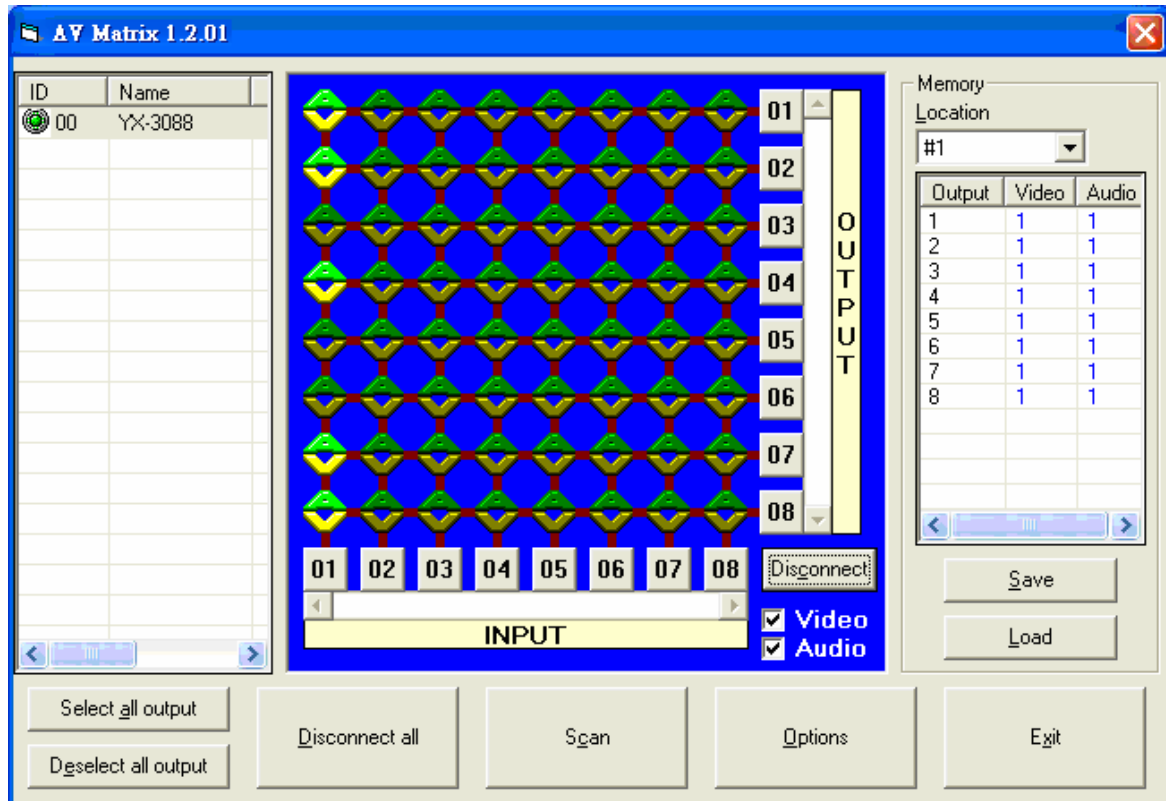 AV Matrix 1.2.01
ID Name
00 YX-3088
01
02
03
04
05
06
07
08
OUTPUT
01 02 03 04 05 06 07 08
INPUT
Disconnect
Video
Audio
Memory
Location
#1
Output Video Audio
1 1 1
2 1 1
3 1 1
4 1 1
5 1 1
6 1 1
7 1 1
8 1 1
Save
Load
Select all output
Deselect all output
Disconnect all
Scan
Options
Exit